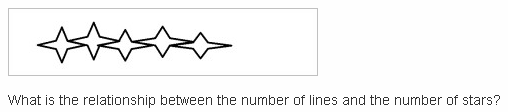 What is the relationship between the number of lines and the number of stars?